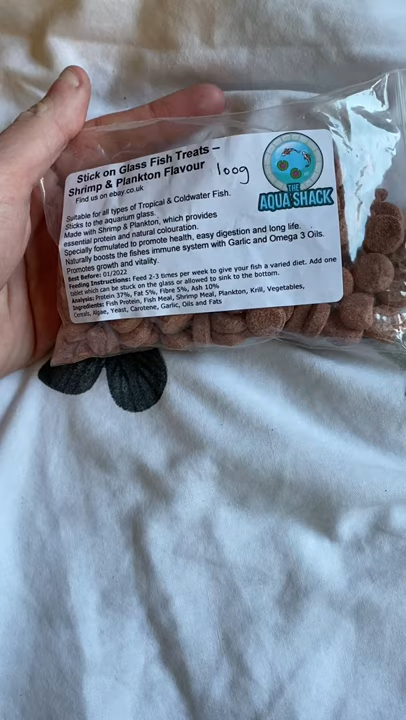 Stick on Glass Fish Treats –
Shrimp & Plankton Flavour
100g
Find us on ebay.co.uk
THE
AQUA SHACK
Suitable for all types of Tropical & Coldwater Fish.
Sticks to the aquarium glass.
Made with Shrimp & Plankton, which provides
essential protein and natural colouration.
Specially formulated to promote health, easy digestion and long life.
Naturally boosts the fishes immune system with Garlic and Omega 3 Oils.
Promotes growth and vitality.
Best Before: 01/2022
Feeding Instructions: Feed 2-3 times per week to give your fish a varied diet. Add one
tablet which can be stuck on the glass or allowed to sink to the bottom.
Analysis: Protein 37%, Fat 5%, Fibre 5%, Ash 10%
Ingredients: Fish Protein, Fish Meal, Shrimp Meal, Plankton, Krill, Vegetables,
Cereals, Algae, Yeast, Carotene, Garlic, Oils and Fats